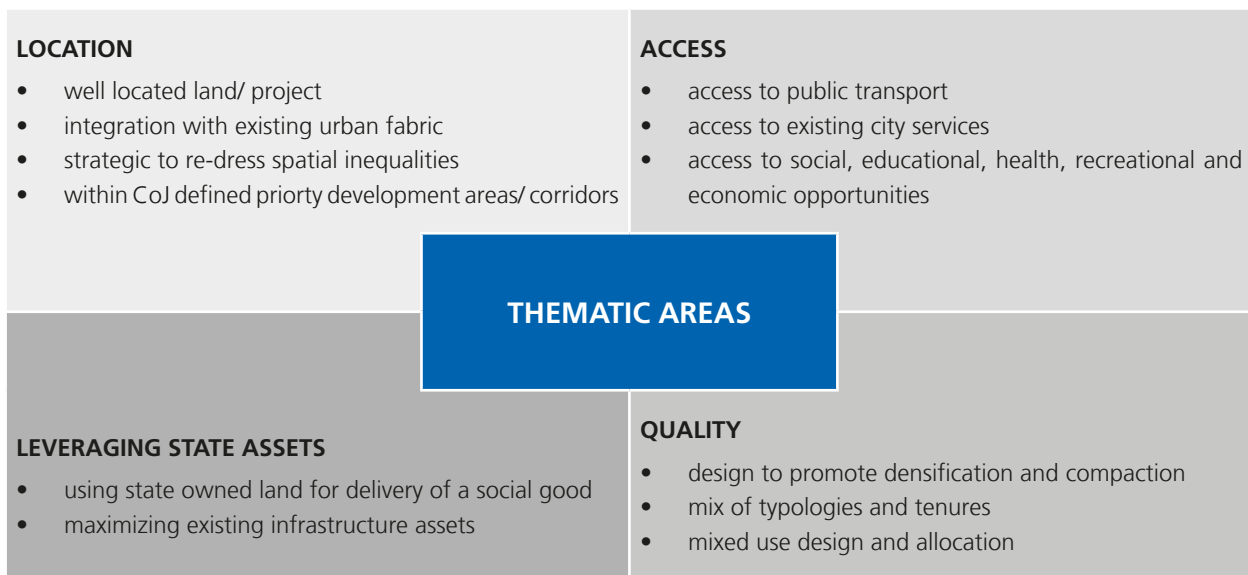 LOCATION
• well located land/ project
• integration with existing urban fabric
• strategic to re-dress spatial inequalities
• within CoJ defined priorty development areas/ corridors
ACCESS
• access to public transport
• access to existing city services
• access to social, educational, health, recreational and
economic opportunities
THEMATIC AREAS
LEVERAGING STATE ASSETS
• using state owned land for delivery of a social good
• maximizing existing infrastructure assets
QUALITY
• design to promote densification and compaction
• mix of typologies and tenures
• mixed use design and allocation